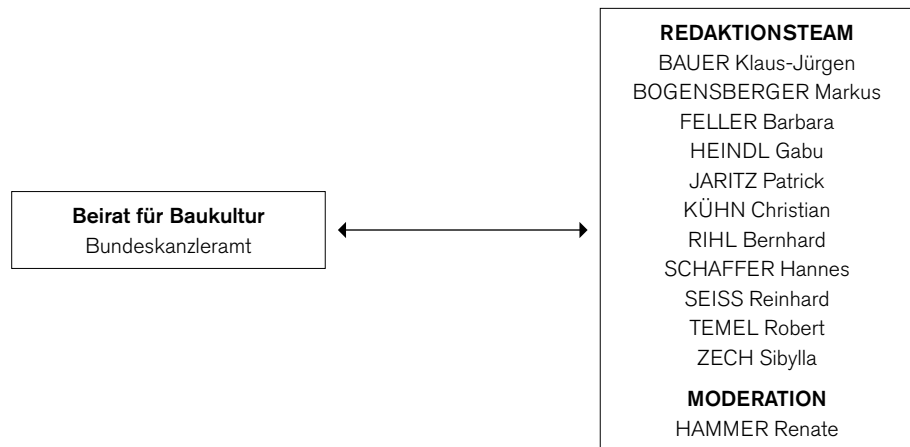 Beirat für Baukultur
Bundeskanzleramt
REDAKTIONSTEAM
BAUER Klaus-Jürgen
BOGENSBERGER Markus
FELLER Barbara
HEINDL Gabu
JARITZ Patrick
KÜHN Christian
RIHL Bernhard
SCHAFFER Hannes
SEISS Reinhard
TEMEL Robert
ZECH Sibylla
MODERATION
HAMMER Renate